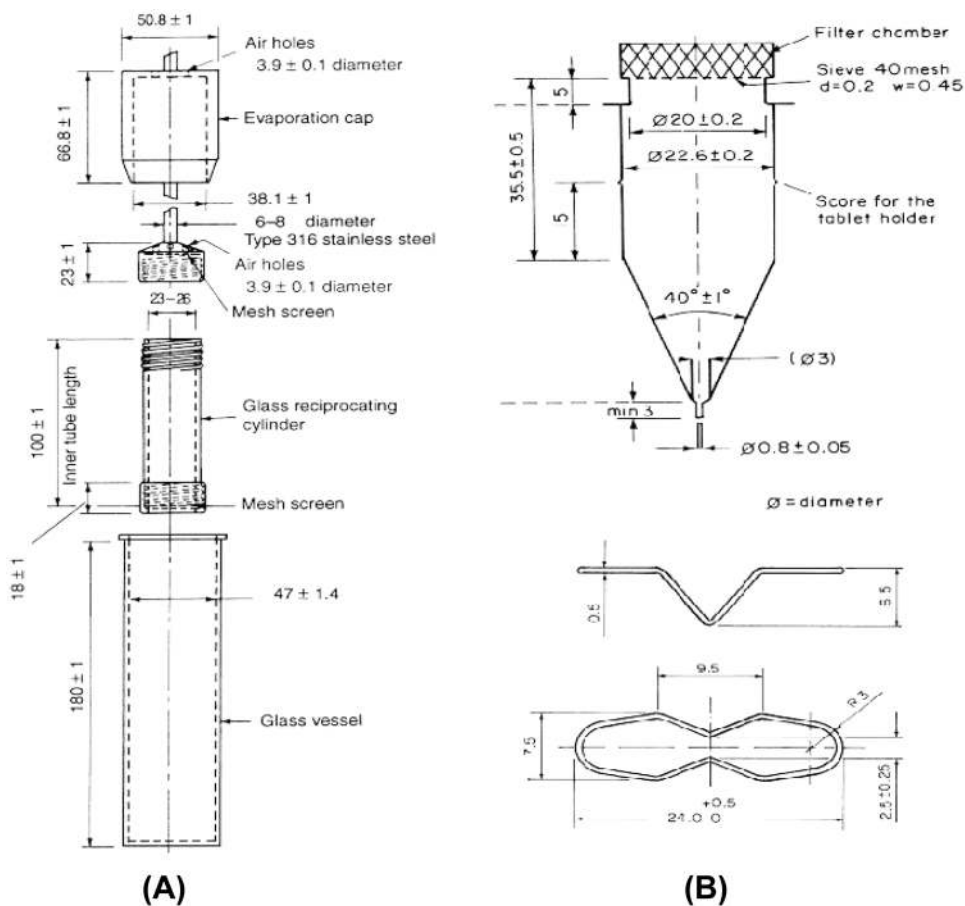 50.8 ± 1
Air holes
3.9 ± 0.1 diameter
66.8 ± 1
Evaporation cap
38.1 ± 1
6–8 diameter
Type 316 stainless steel
23 ± 1
Air holes
3.9 ± 0.1 diameter
23–26
Mesh screen
100 ± 1
Inner tube length
Glass reciprocating
cylinder
Mesh screen
18 ± 1
47 ± 1.4
180 ± 1
Glass vessel
(A)
Filter chcmber
Sieve 40 mesh
d=0.2 w=0.45
5
Ø20±0.2
Ø22.6±0.2
35.5±0.5
Score for the
tablet holder
5
40°±1°
(Ø3)
min 3
Ø0.8±0.05
Ø=diameter
0.5
5.5
9.5
R3
7.5
2.5±0.25
+0.5
24.0 0
(B)